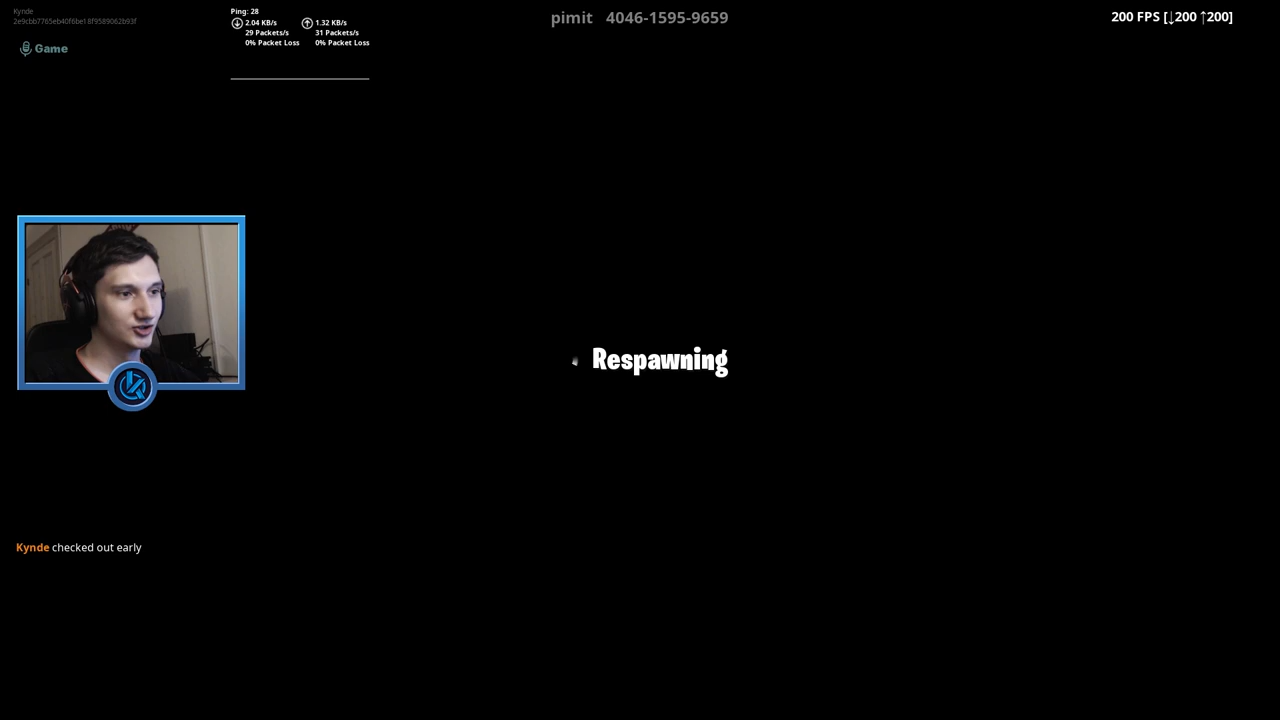 Kynde
2e9cbb7765eb40f6be18f9589062b93f
Game
Ping: 28
2.04 KB/s 1.32 KB/s
29 Packets/s 31 Packets/s
0% Packet Loss 0% Packet Loss
pimit 4046-1595-9659
200 FPS [↓200 ↑200]
Respawning
Kynde checked out early